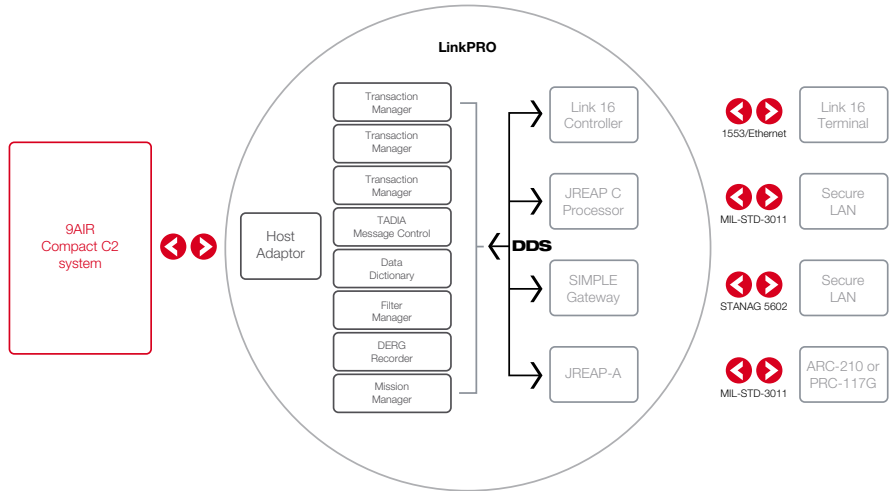 LinkPRO
9AIR
Compact C2
system
Host
Adaptor
Transaction
Manager
Transaction
Manager
Transaction
Manager
TADIA
Message Control
Data
Dictionary
Filter
Manager
DERG
Recorder
Mission
Manager
DDS
Link 16
Controller
JREAP C
Processor
SIMPLE
Gateway
JREAP-A
1553/Ethernet
Link 16
Terminal
MIL-STD-3011
Secure
LAN
STANAG 5602
Secure
LAN
MIL-STD-3011
ARC-210 or
PRC-117G